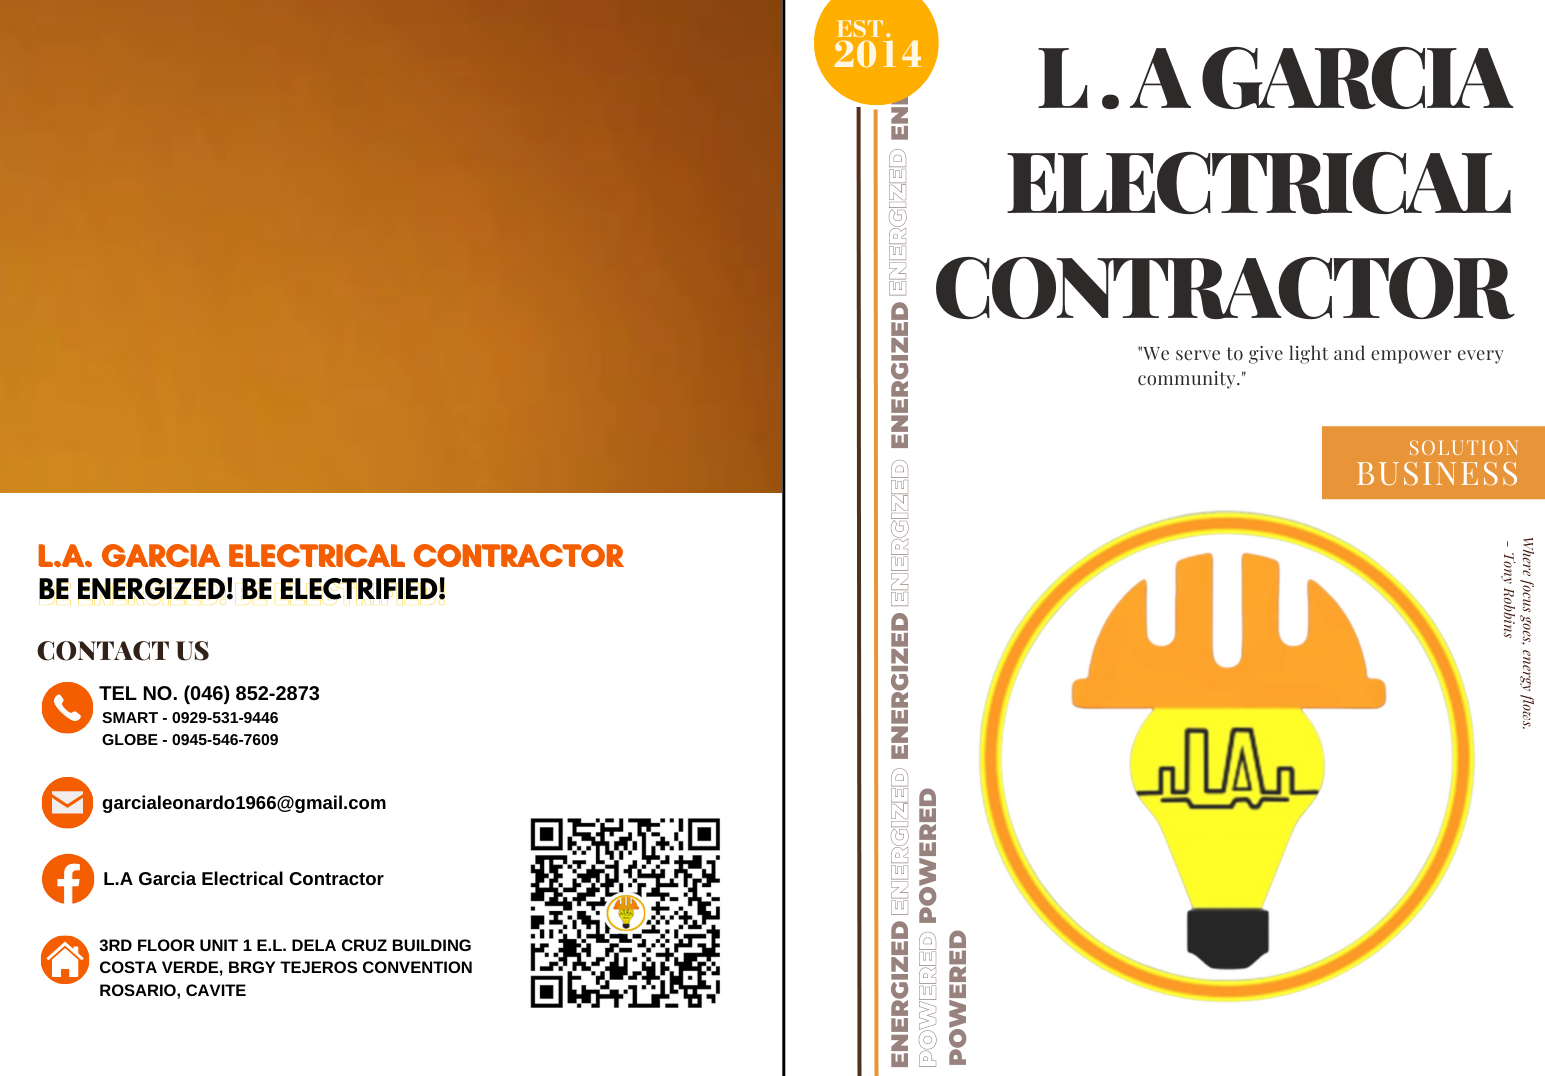 L.A. GARCIA ELECTRICAL CONTRACTOR
BE ENERGIZED! BE ELECTRIFIED!
CONTACT US
TEL NO. (046) 852-2873
SMART - 0929-531-9446
GLOBE - 0945-546-7609
garcialeonardo1966@gmail.com
L.A Garcia Electrical Contractor
3RD FLOOR UNIT 1 E.L. DELA CRUZ BUILDING
COSTA VERDE, BRGY TEJEROS CONVENTION
ROSARIO, CAVITE
EST.
2014
L.A GARCIA
ELECTRICAL
CONTRACTOR
"We serve to give light and empower every
community."
SOLUTION
BUSINESS
Where focus goes, energy flows.
- Tony Robbins
LA
ENERGIZED ENERGIZED ENERGIZED ENERGIZED ENERGIZED ENERGIZED
POWERED POWERED
POWERED